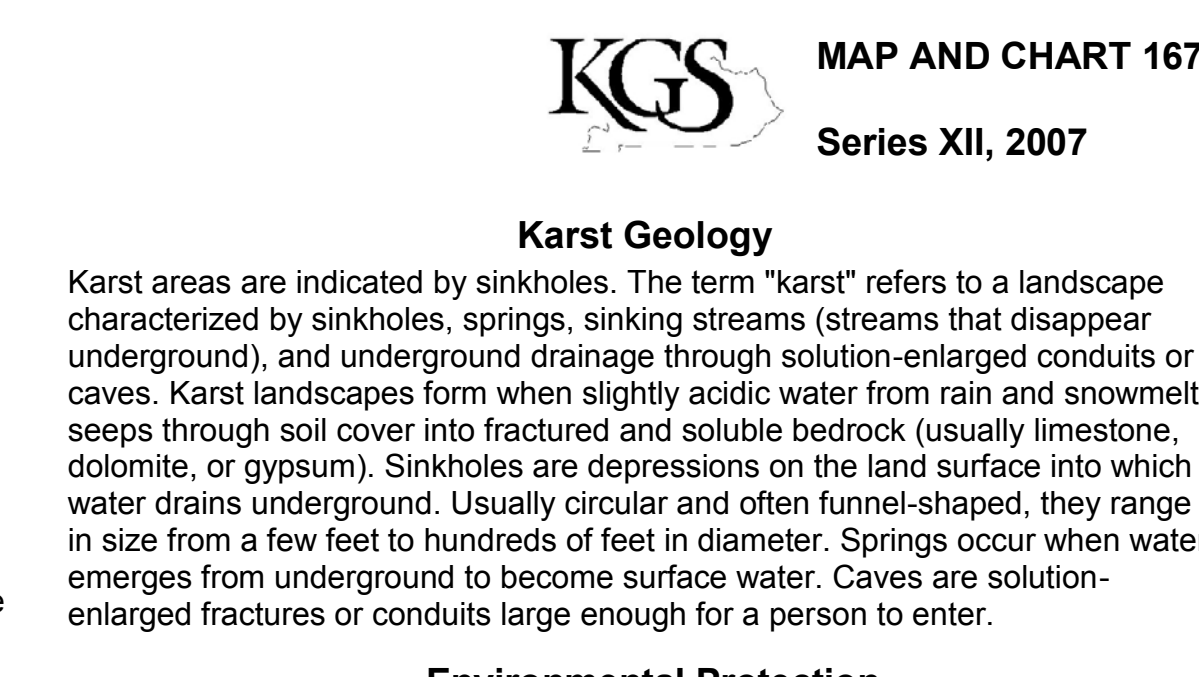 KGS
MAP AND CHART 167
Series XII, 2007
Karst Geology
Karst areas are indicated by sinkholes. The term "karst" refers to a landscape
characterized by sinkholes, springs, sinking streams (streams that disappear
underground), and underground drainage through solution-enlarged conduits or
caves. Karst landscapes form when slightly acidic water from rain and snowmelt
seeps through soil cover into fractured and soluble bedrock (usually limestone,
dolomite, or gypsum). Sinkholes are depressions on the land surface into which
water drains underground. Usually circular and often funnel-shaped, they range
in size from a few feet to hundreds of feet in diameter. Springs occur when water
emerges from underground to become surface water. Caves are solution-
enlarged fractures or conduits large enough for a person to enter.
Environmental Protection